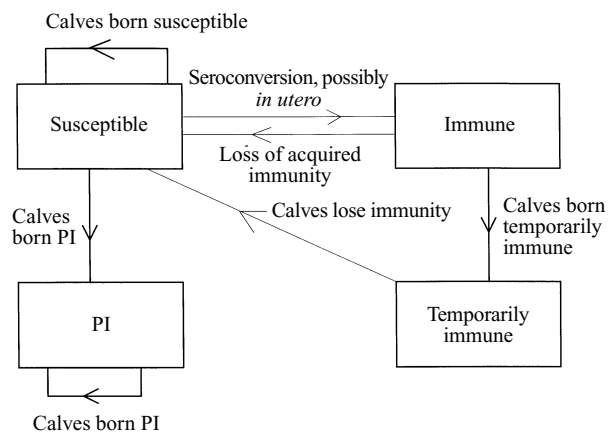 Calves born susceptible
Seroconversion, possibly
in utero
Susceptible
Immune
Loss of acquired
immunity
Calves
born PI
Calves lose immunity
Calves born
temporarily
immune
PI
Temporarily
immune
Calves born PI